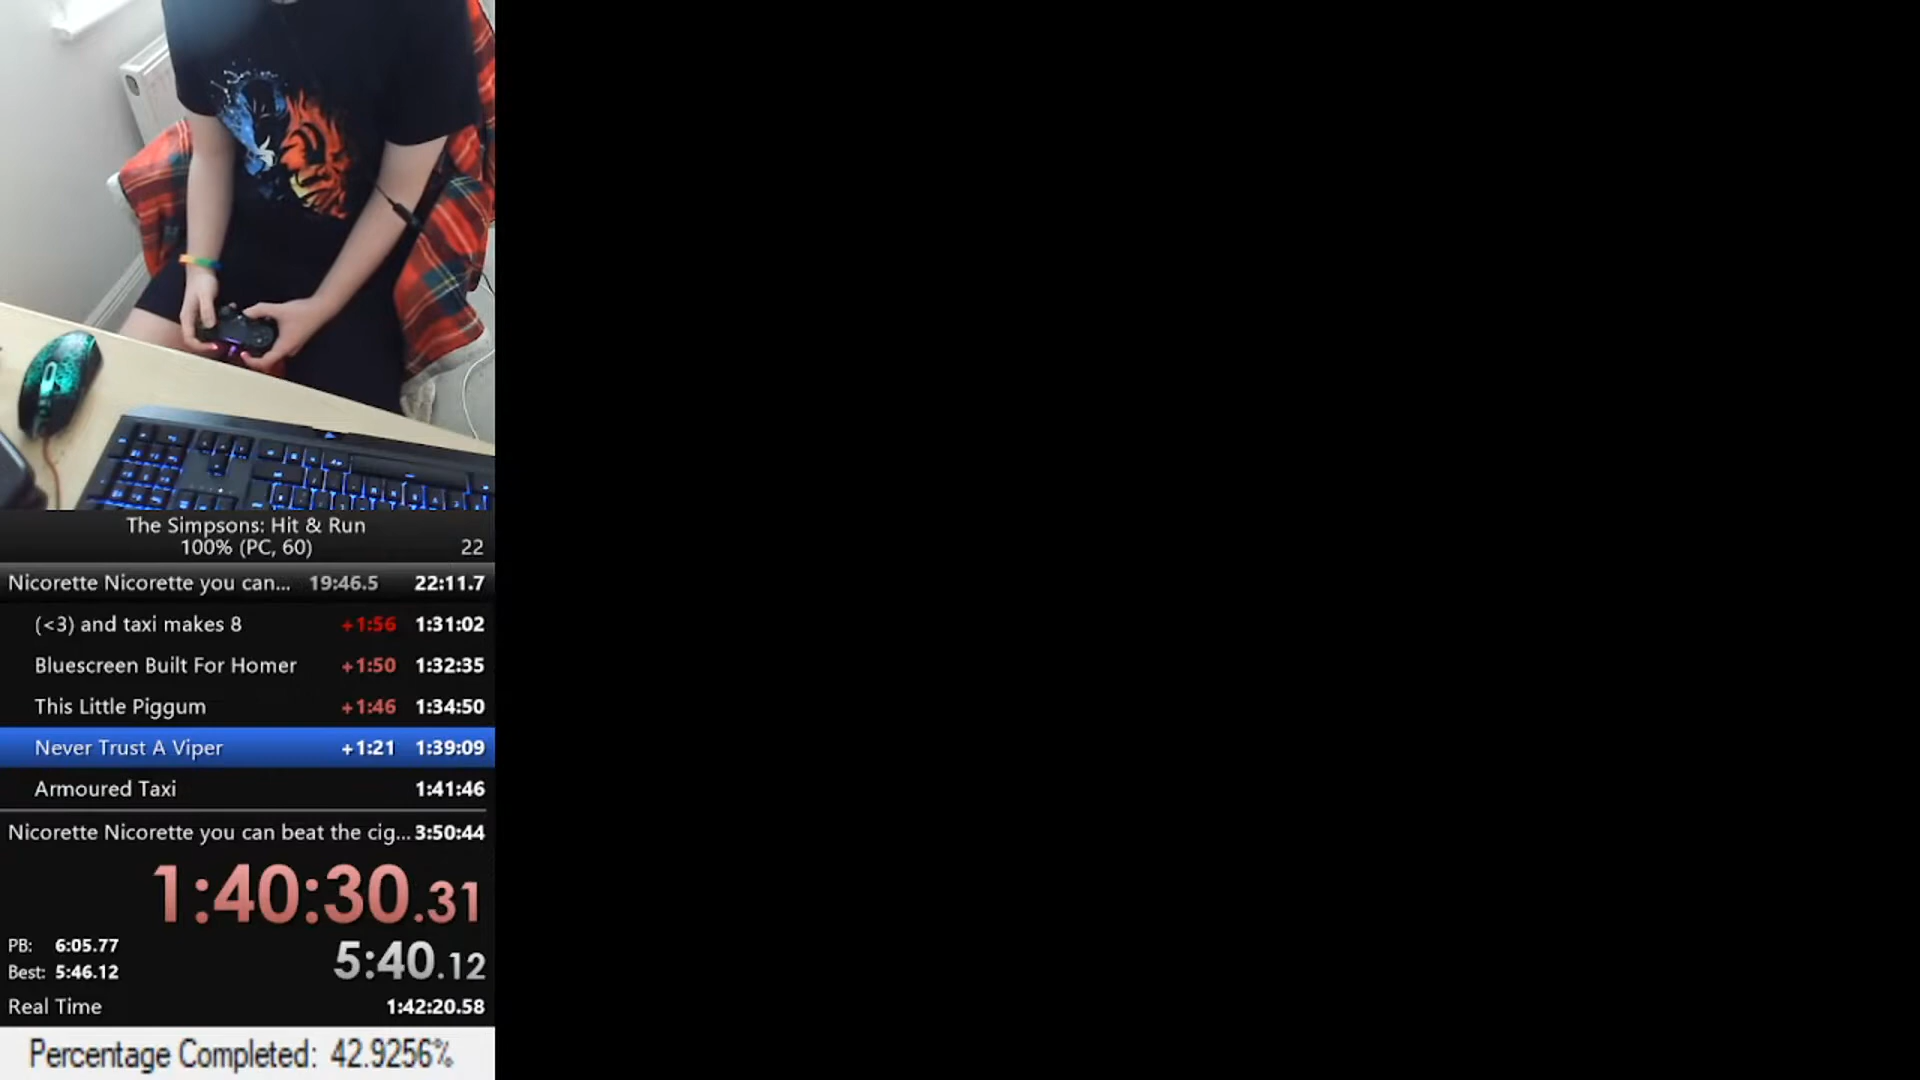 The Simpsons: Hit & Run
100% (PC, 60) 22
Nicorette Nicorette you can... 19:46.5 22:11.7
(<3) and taxi makes 8 +1:56 1:31:02
Bluescreen Built For Homer +1:50 1:32:35
This Little Piggum +1:46 1:34:50
Never Trust A Viper +1:21 1:39:09
Armoured Taxi 1:41:46
Nicorette Nicorette you can beat the cig... 3:50:44
1:40:30.31
PB: 6:05.77 5:40.12
Best: 5:46.12
Real Time 1:42:20.58
Percentage Completed: 42.9256%